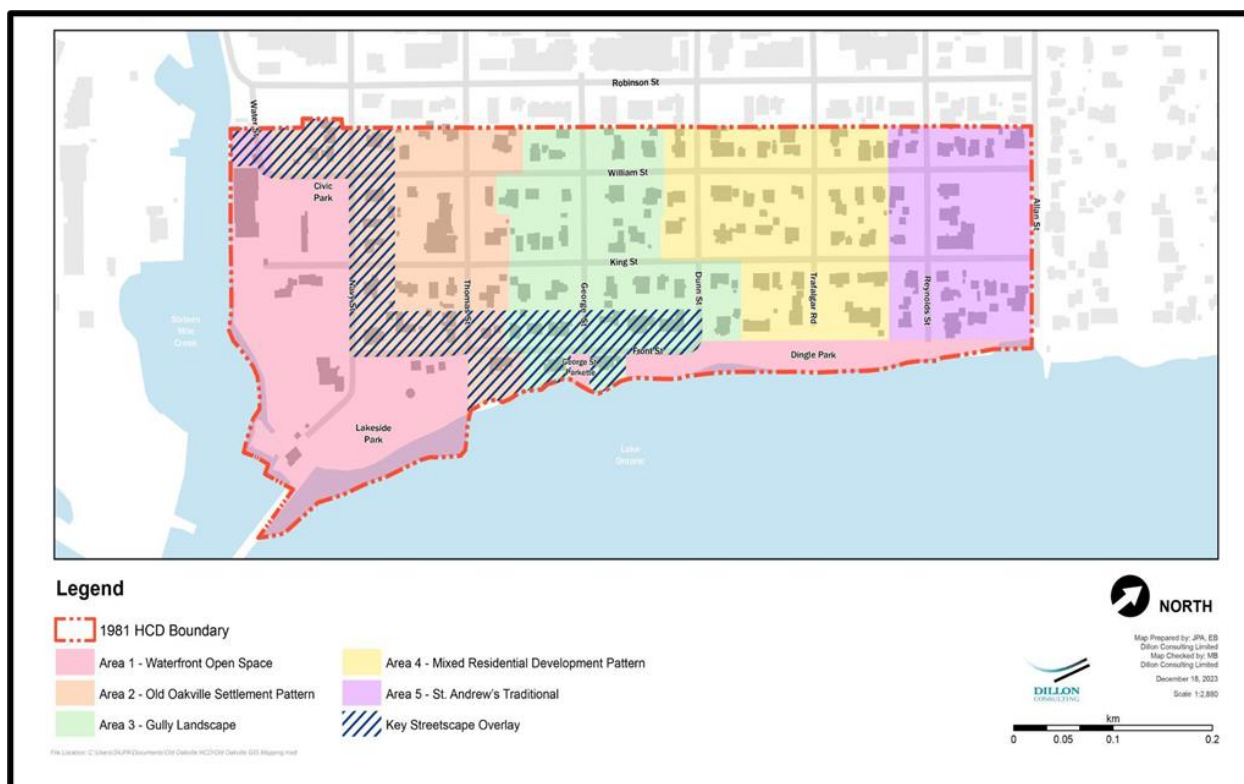 Robinson St
Water St
William St
Civic
Park
Allan St
King St
Navy St
Thomas St
George St
Dunn St
Trafalgar Rd
Reynolds St
Sixteen
Mile
Creek
Front St
George St
Parkette
Dingle Park
Lakeside
Park
Lake
Ontario
Legend
1981 HCD Boundary
Area 1 - Waterfront Open Space
Area 2 - Old Oakville Settlement Pattern
Area 3 - Gully Landscape
Area 4 - Mixed Residential Development Pattern
Area 5 - St. Andrew's Traditional
Key Streetscape Overlay
NORTH
Map Prepared by: JPA, EB
Dillon Consulting Limited
Map Checked by: MB
Dillon Consulting Limited
December 18, 2023
Scale 1:2,880
DILLON
CONSULTING
km
0 0.05 0.1 0.2
File Location: